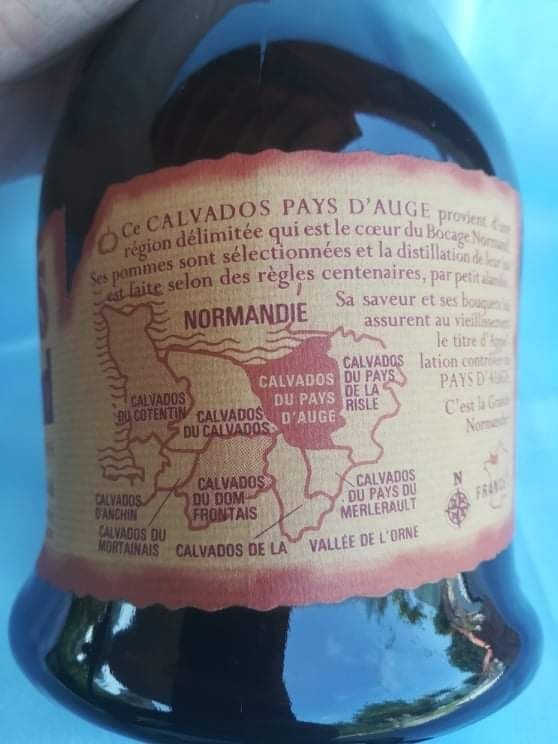 Ce CALVADOS PAYS D'AUGE provient d'une
région délimitée qui est le cœur du Bocage Normand.
Ses pommes sont sélectionnées et la distillation de leur
est faite selon des règles centenaires, par petit
Sa saveur et ses bouquets
assurent au vieillissement
le titre d'Appel-
lation contrôlée
PAYS D'AUGE
C'est la Grande
Normande
NORMANDIE
CALVADOS
DU COTENTIN
CALVADOS
DU CALVADOS
CALVADOS
DU PAYS
D'AUGE
CALVADOS
DU PAYS
DE LA
RISLE
CALVADOS
D'ANCHIN
CALVADOS
DU DOM-
FRONTAIS
CALVADOS
DU PAYS DU
MERLERAULT
CALVADOS DU
MORTAINAIS
CALVADOS DE LA VALLÉE DE L'ORNE
N
FRANCE